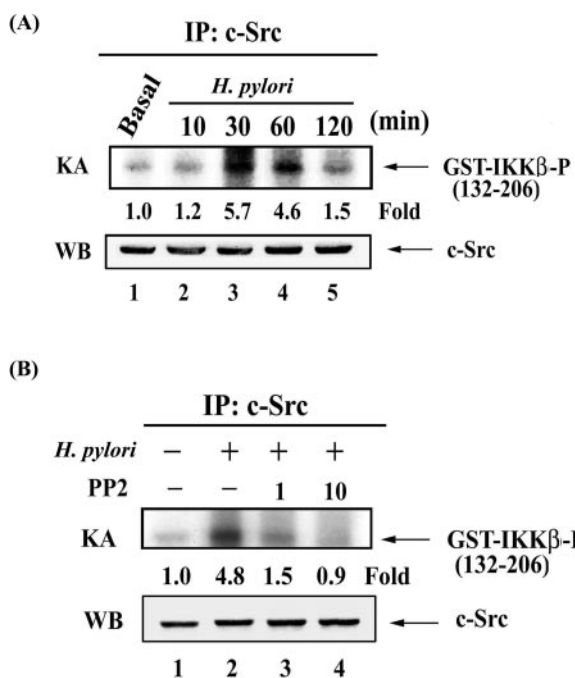 (A)
IP: c-Src
Basal H. pylori
10 30 60 120 (min)
KA GST-IKKβ-P
(132-206)
1.0 1.2 5.7 4.6 1.5 Fold
WB c-Src
1 2 3 4 5
(B)
IP: c-Src
H. pylori − + + +
PP2 − − 1 10
KA GST-IKKβ-
(132-206)
1.0 4.8 1.5 0.9 Fold
WB c-Src
1 2 3 4